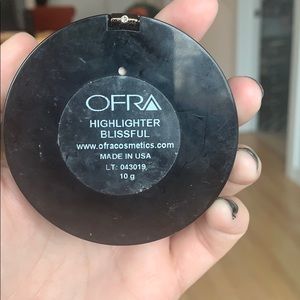 OFRA
HIGHLIGHTER
BLISSFUL
www.ofracosmetics.com
MADE IN USA
LT: 043019
10 g